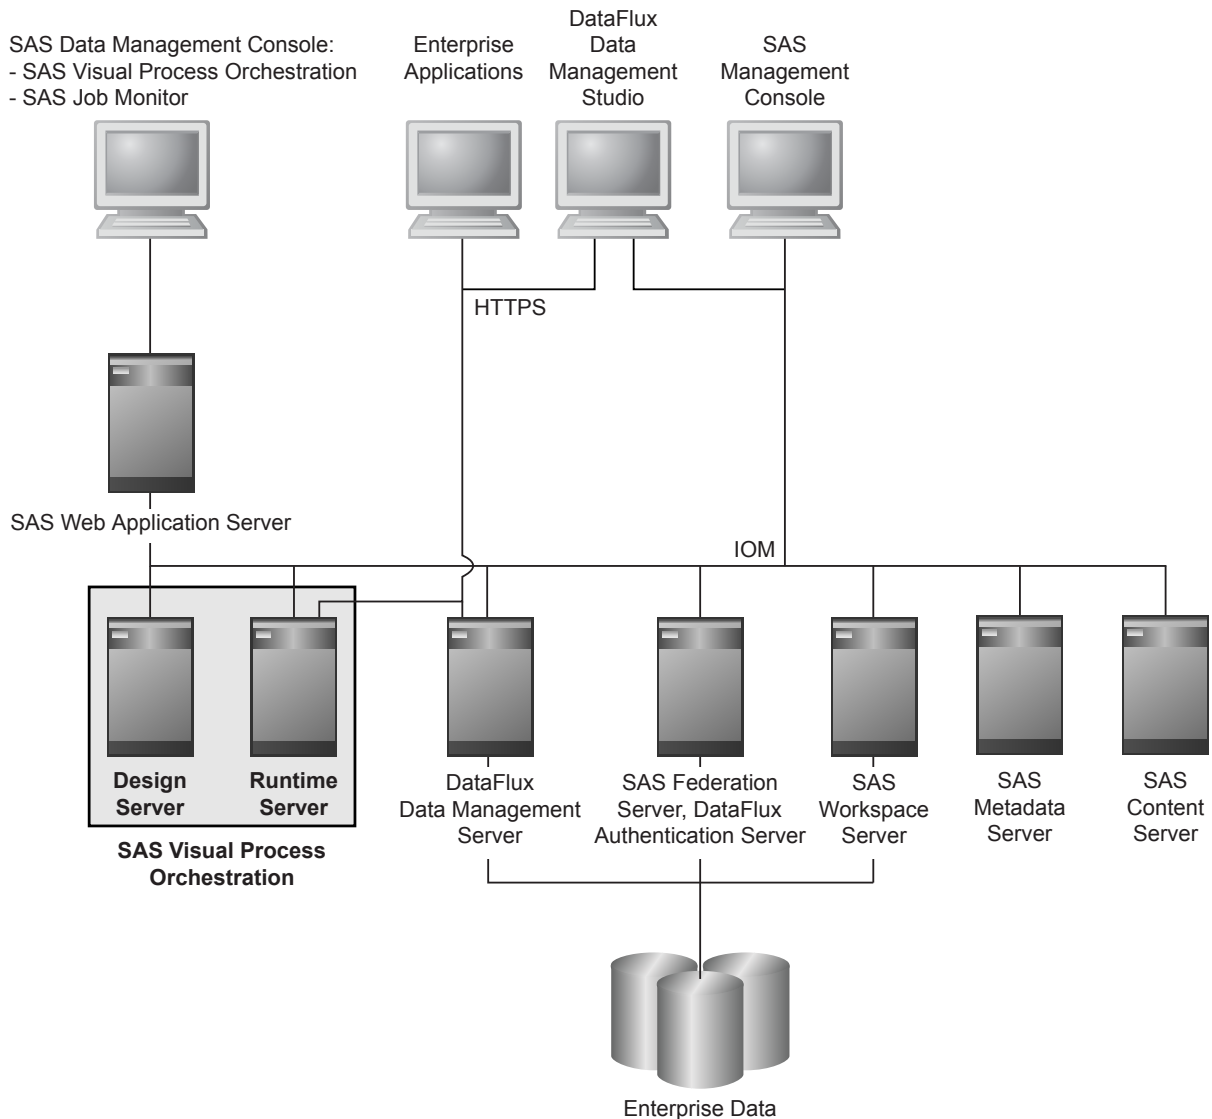 SAS Data Management Console:
- SAS Visual Process Orchestration
- SAS Job Monitor
Enterprise
Applications
DataFlux
Data
Management
Studio
SAS
Management
Console
HTTPS
SAS Web Application Server
IOM
Design
Server
Runtime
Server
SAS Visual Process
Orchestration
DataFlux
Data Management
Server
SAS Federation
Server, DataFlux
Authentication Server
SAS
Workspace
Server
SAS
Metadata
Server
SAS
Content
Server
Enterprise Data